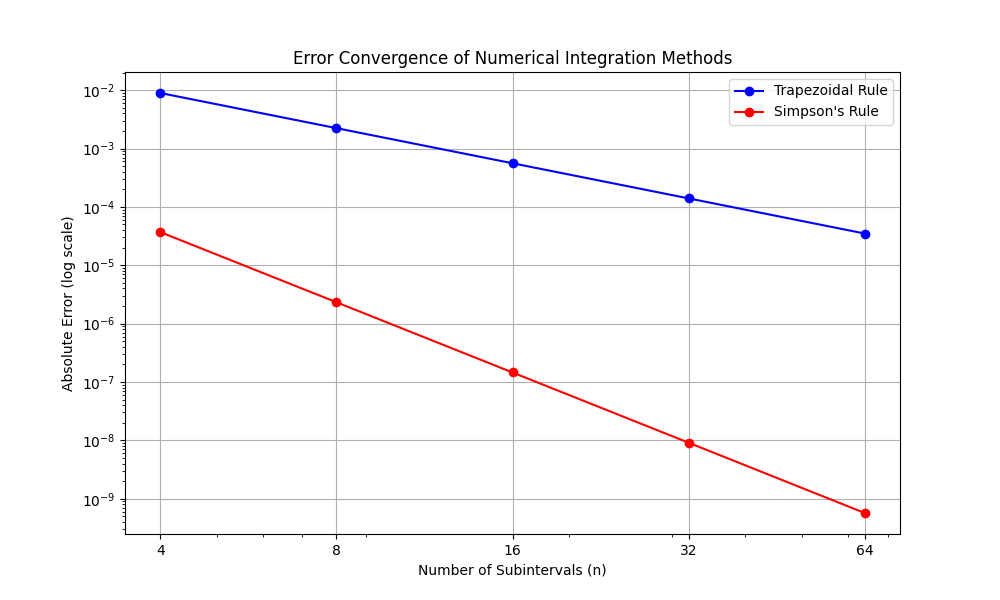 Error Convergence of Numerical Integration Methods
Trapezoidal Rule
Simpson's Rule
Absolute Error (log scale)
10⁻²
10⁻³
10⁻⁴
10⁻⁵
10⁻⁶
10⁻⁷
10⁻⁸
10⁻⁹
4 8 16 32 64
Number of Subintervals (n)